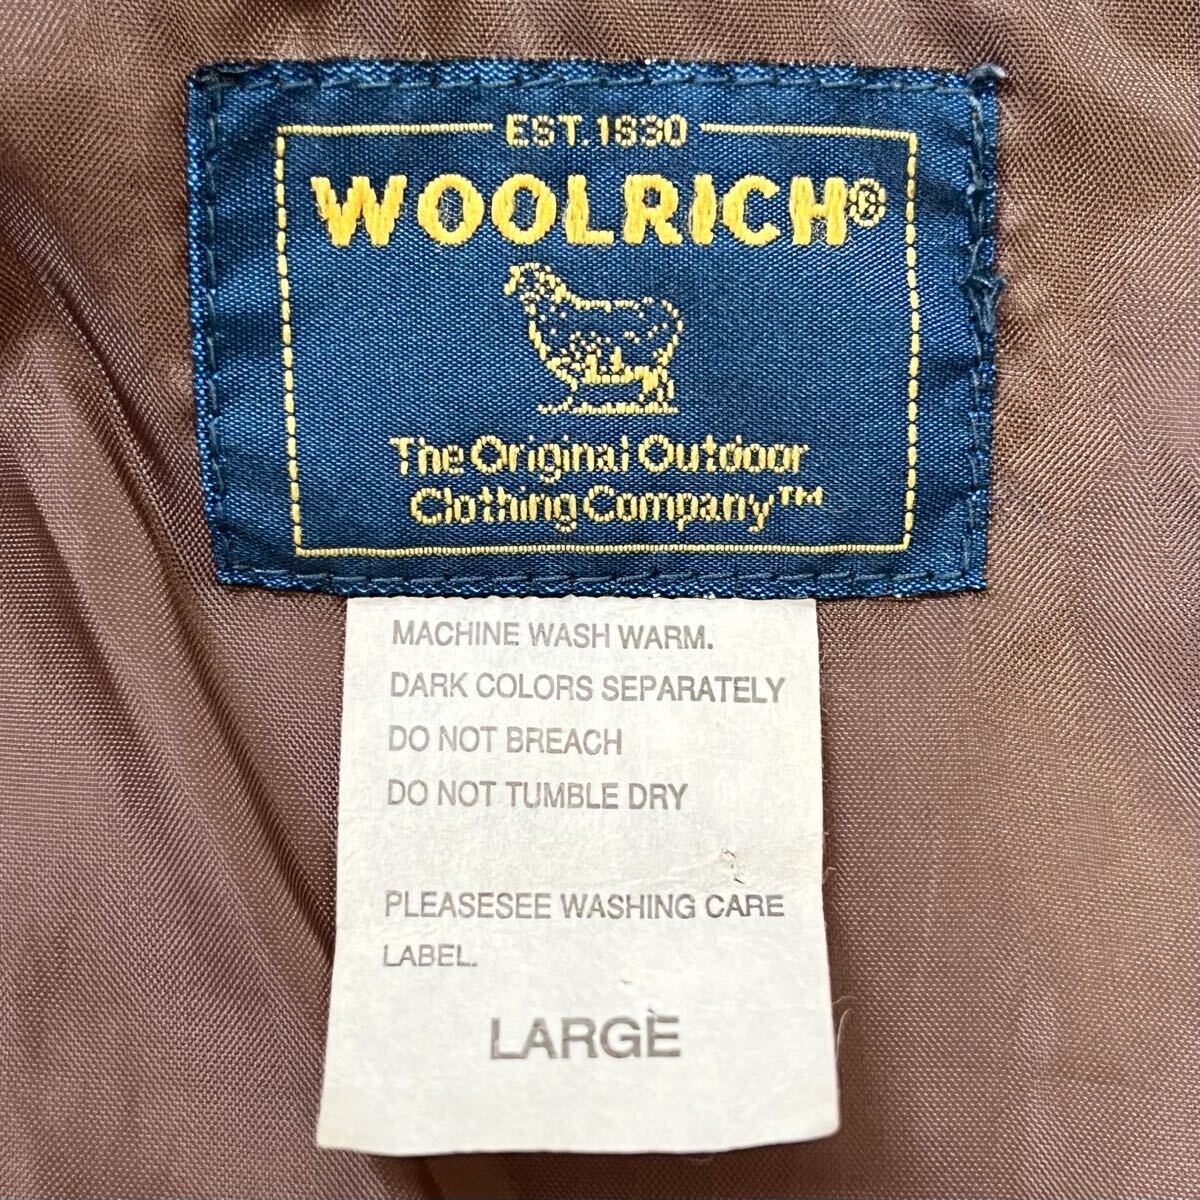 EST. 1830
WOOLRICH®
The Original Outdoor
Clothing Company™
MACHINE WASH WARM.
DARK COLORS SEPARATELY
DO NOT BREACH
DO NOT TUMBLE DRY
PLEASESEE WASHING CARE
LABEL.
LARGE